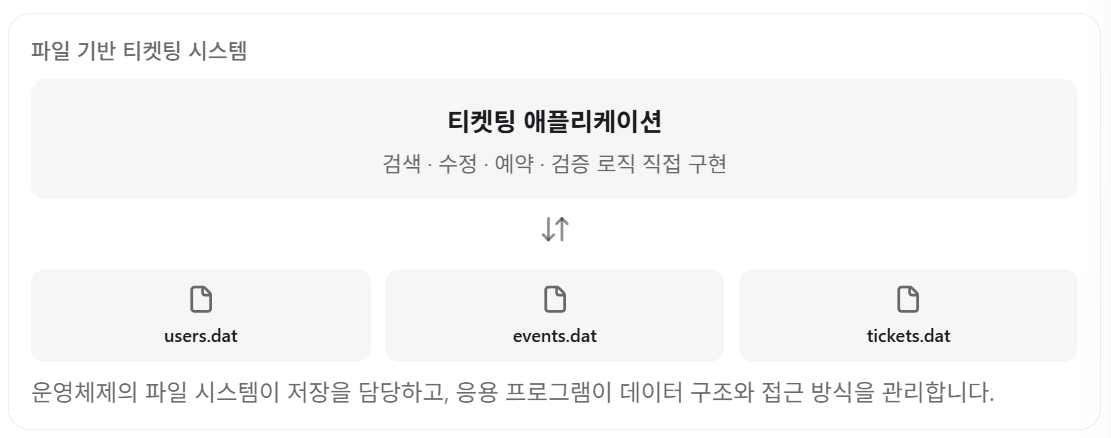 파일 기반 티켓팅 시스템
티켓팅 애플리케이션
검색 · 수정 · 예약 · 검증 로직 직접 구현
users.dat
events.dat
tickets.dat
운영체제의 파일 시스템이 저장을 담당하고, 응용 프로그램이 데이터 구조와 접근 방식을 관리합니다.